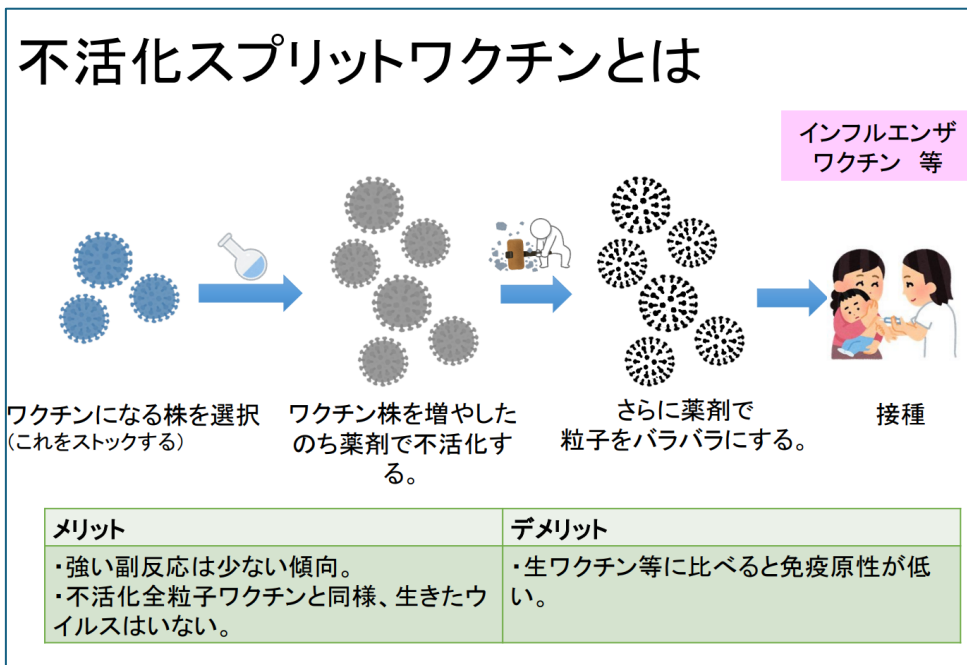 不活化スプリットワクチンとは
インフルエンザ
ワクチン 等
ワクチンになる株を選択
(これをストックする)
ワクチン株を増やした
のち薬剤で不活化す
る。
さらに薬剤で
粒子をバラバラにする。
接種
メリット
・強い副反応は少ない傾向。
・不活化全粒子ワクチンと同様、生きたウ
イルスはいない。
デメリット
・生ワクチン等に比べると免疫原性が低
い。